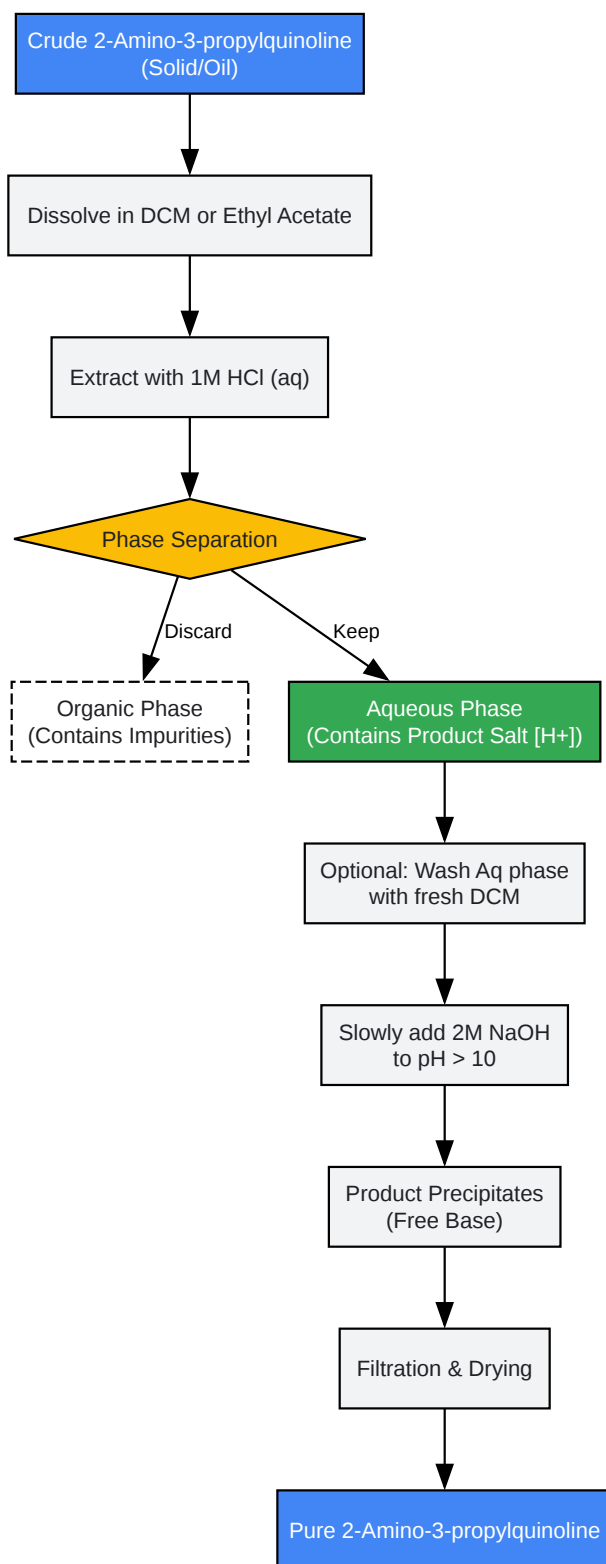 Crude 2-Amino-3-propylquinoline
(Solid/Oil)
Dissolve in DCM or Ethyl Acetate
Extract with 1M HCl (aq)
Phase Separation
Discard
Keep
Organic Phase
(Contains Impurities)
Aqueous Phase
(Contains Product Salt [H+])
Optional: Wash Aq phase
with fresh DCM
Slowly add 2M NaOH
to pH > 10
Product Precipitates
(Free Base)
Filtration & Drying
Pure 2-Amino-3-propylquinoline